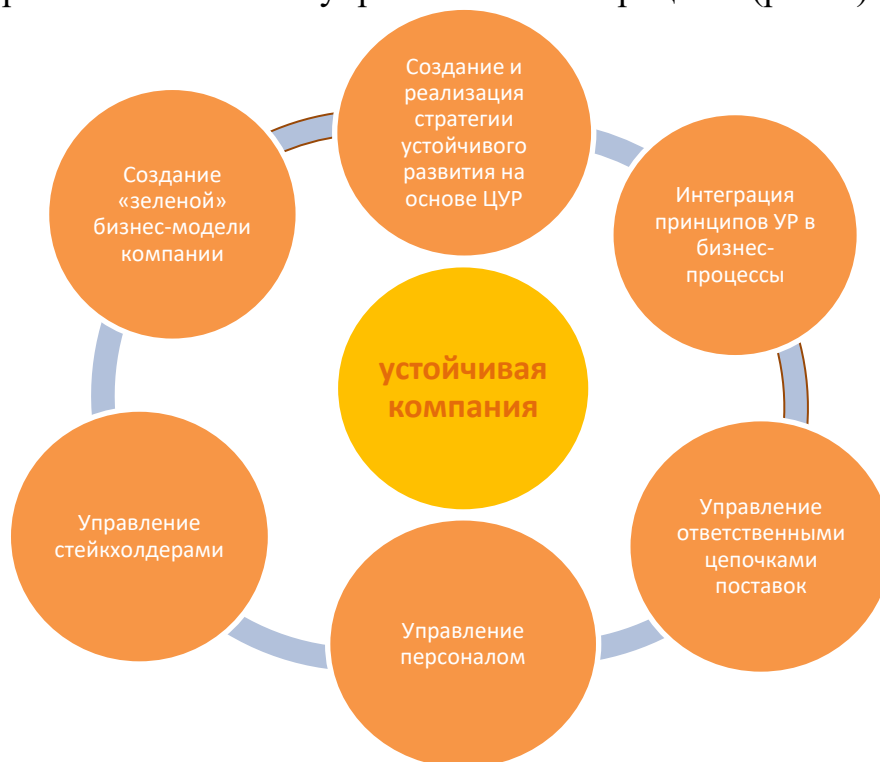 Создание и
реализация
стратегии
устойчивого
развития на
основе ЦУР
Интеграция
принципов УР в
бизнес-
процессы
Управление
ответственными
цепочками
поставок
Управление
персоналом
Управление
стейкхолдерами
Создание
«зеленой»
бизнес-модели
компании
устойчивая
компания